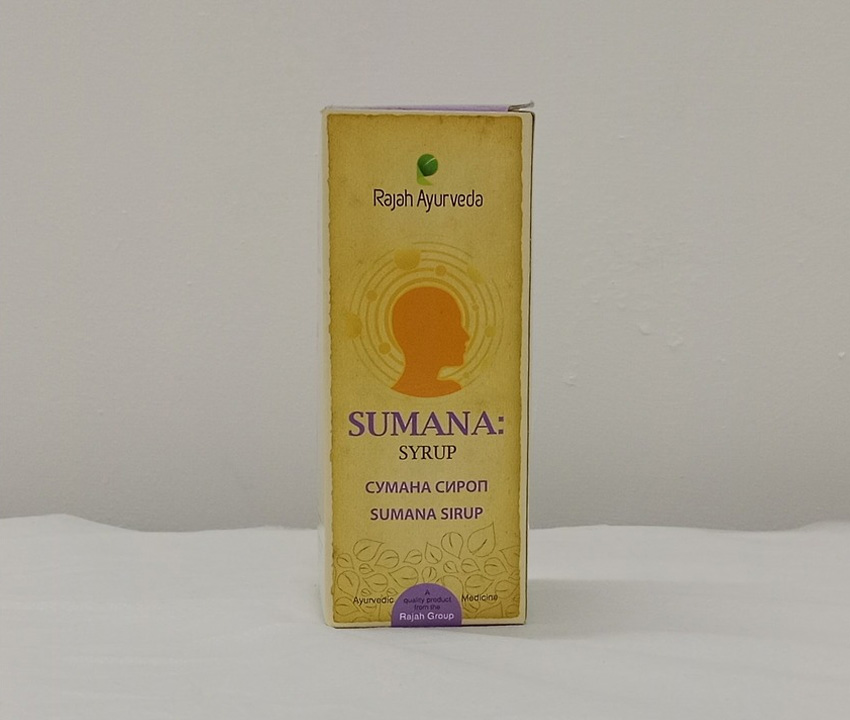 Rajah Ayurveda
SUMANA:
SYRUP
СУМАНА СИРОП
SUMANA SIRUP
Ayurvedic Medicine
A
quality product
from the
Rajah Group